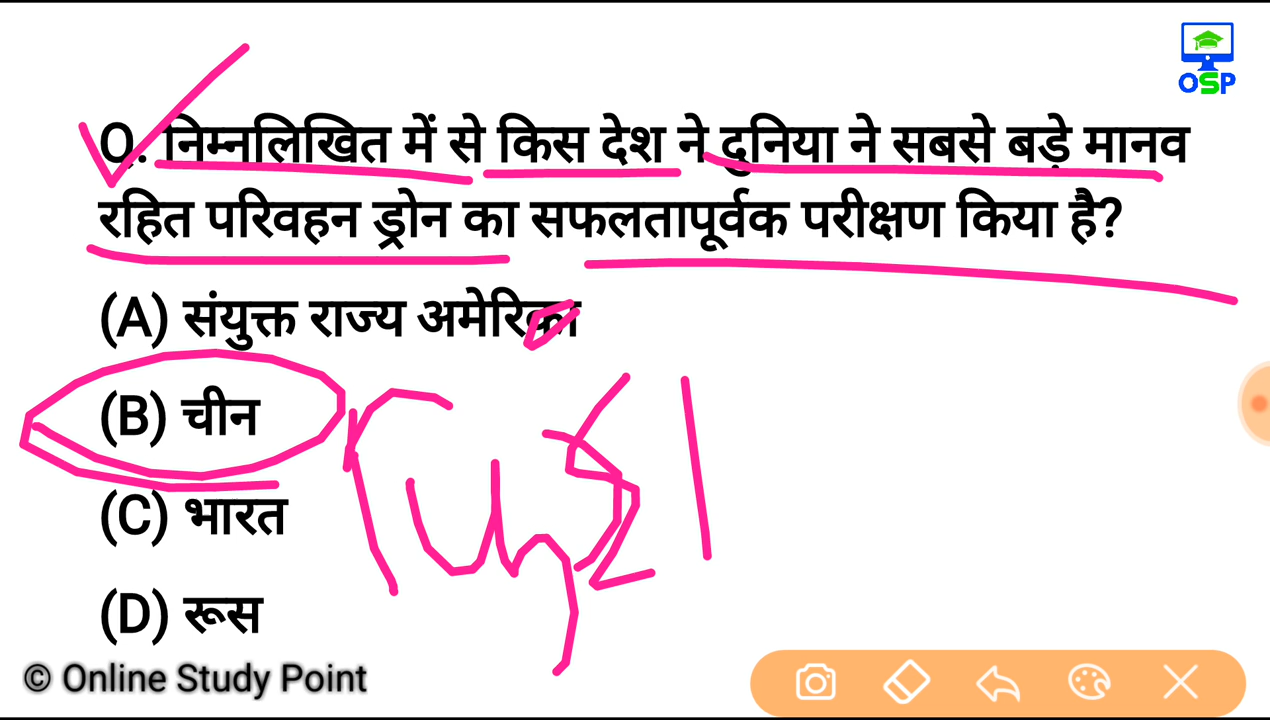 OSP
Q. निम्नलिखित में से किस देश ने दुनिया ने सबसे बड़े मानव
रहित परिवहन ड्रोन का सफलतापूर्वक परीक्षण किया है?
(A) संयुक्त राज्य अमेरिका
(B) चीन
(C) भारत
(D) रूस
© Online Study Point